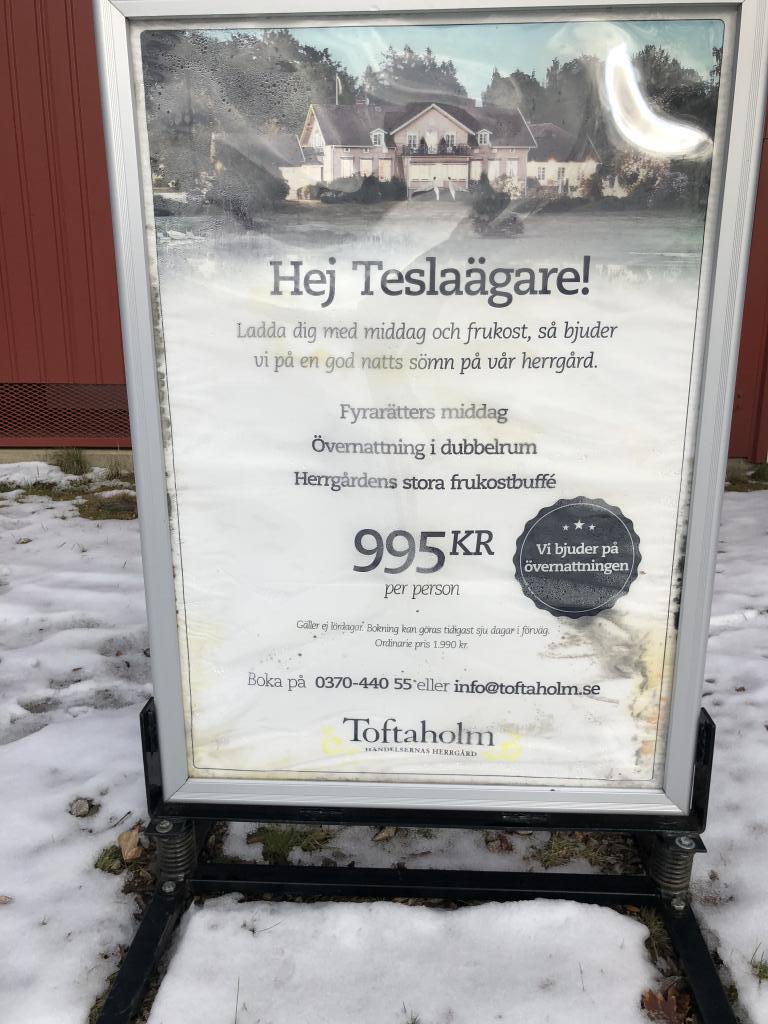 Hej Teslaägare!
Ladda dig med middag och frukost, så bjuder
vi på en god natts sömn på vår herrgård.
Fyrarätters middag
Övernattning i dubbelrum
Herrgårdens stora frukostbuffé
995 KR
per person
Vi bjuder på
övernattningen
Gäller ej lördagar. Bokning kan göras tidigast sju dagar i förväg.
Ordinarie pris 1.990 kr.
Boka på 0370-440 55 eller info@toftaholm.se
Toftaholm
HÄNDELSERNAS HERRGÅRD